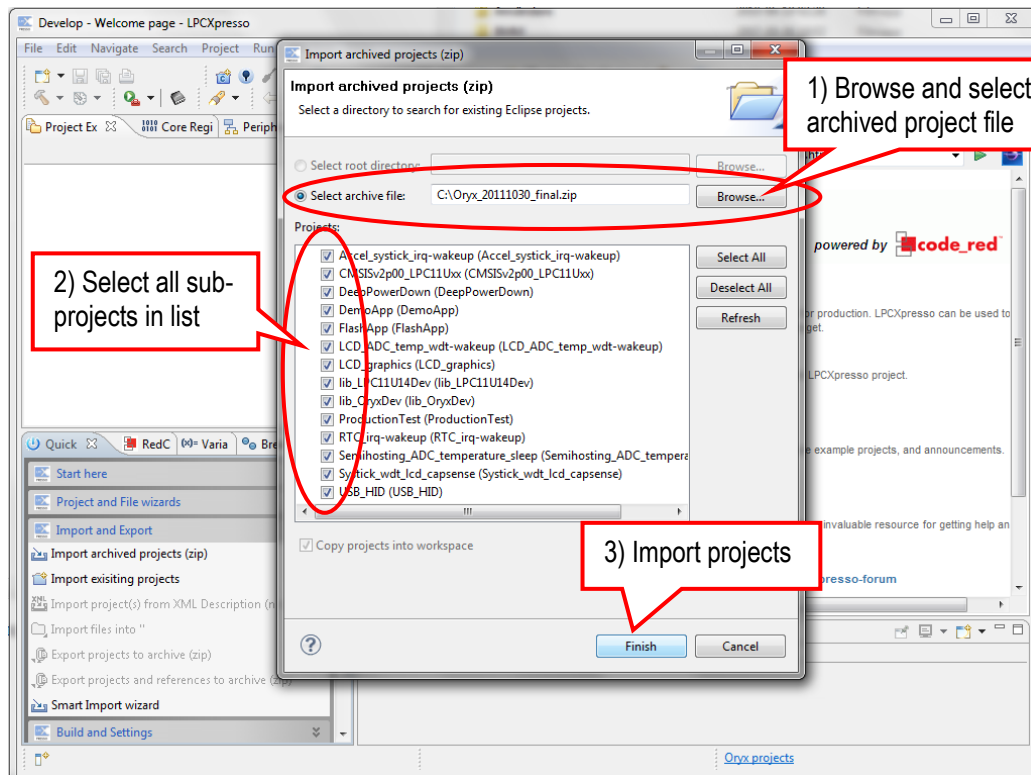 Develop - Welcome page - LPCXpresso
File Edit Navigate Search Project Run
Project Ex
Core Regi
Periph
Import archived projects (zip)
Import archived projects (zip)
Select a directory to search for existing Eclipse projects.
1) Browse and select
archived project file
Select root directory:
Browse...
Select archive file:
C:\Oryx_20111030_final.zip
Browse...
Projects:
Accel_systick_irq-wakeup (Accel_systick_irq-wakeup)
CMSISv2p00_LPC11Uxx (CMSISv2p00_LPC11Uxx)
DeepPowerDown (DeepPowerDown)
DemoApp (DemoApp)
FlashApp (FlashApp)
LCD_ADC_temp_wdt-wakeup (LCD_ADC_temp_wdt-wakeup)
LCD_graphics (LCD_graphics)
lib_LPC11U14Dev (lib_LPC11U14Dev)
lib_OryxDev (lib_OryxDev)
ProductionTest (ProductionTest)
RTC_irq-wakeup (RTC_irq-wakeup)
Semihosting_ADC_temperature_sleep (Semihosting_ADC_tempera
Systick_wdt_lcd_capsense (Systick_wdt_lcd_capsense)
USB_HID (USB_HID)
Select All
Deselect All
Refresh
2) Select all sub-
projects in list
Copy projects into workspace
3) Import projects
Finish
Cancel
powered by code_red
or production. LPCXpresso can be used to
get.
LPCXpresso project.
e example projects, and announcements.
invaluable resource for getting help an
presso-forum
Quick
RedC
Varia
Bre
Start here
Project and File wizards
Import and Export
Import archived projects (zip)
Import exisiting projects
Import project(s) from XML Description (n
Import files into ''
Export projects to archive (zip)
Export projects and references to archive (zip)
Smart Import wizard
Build and Settings
Oryx projects